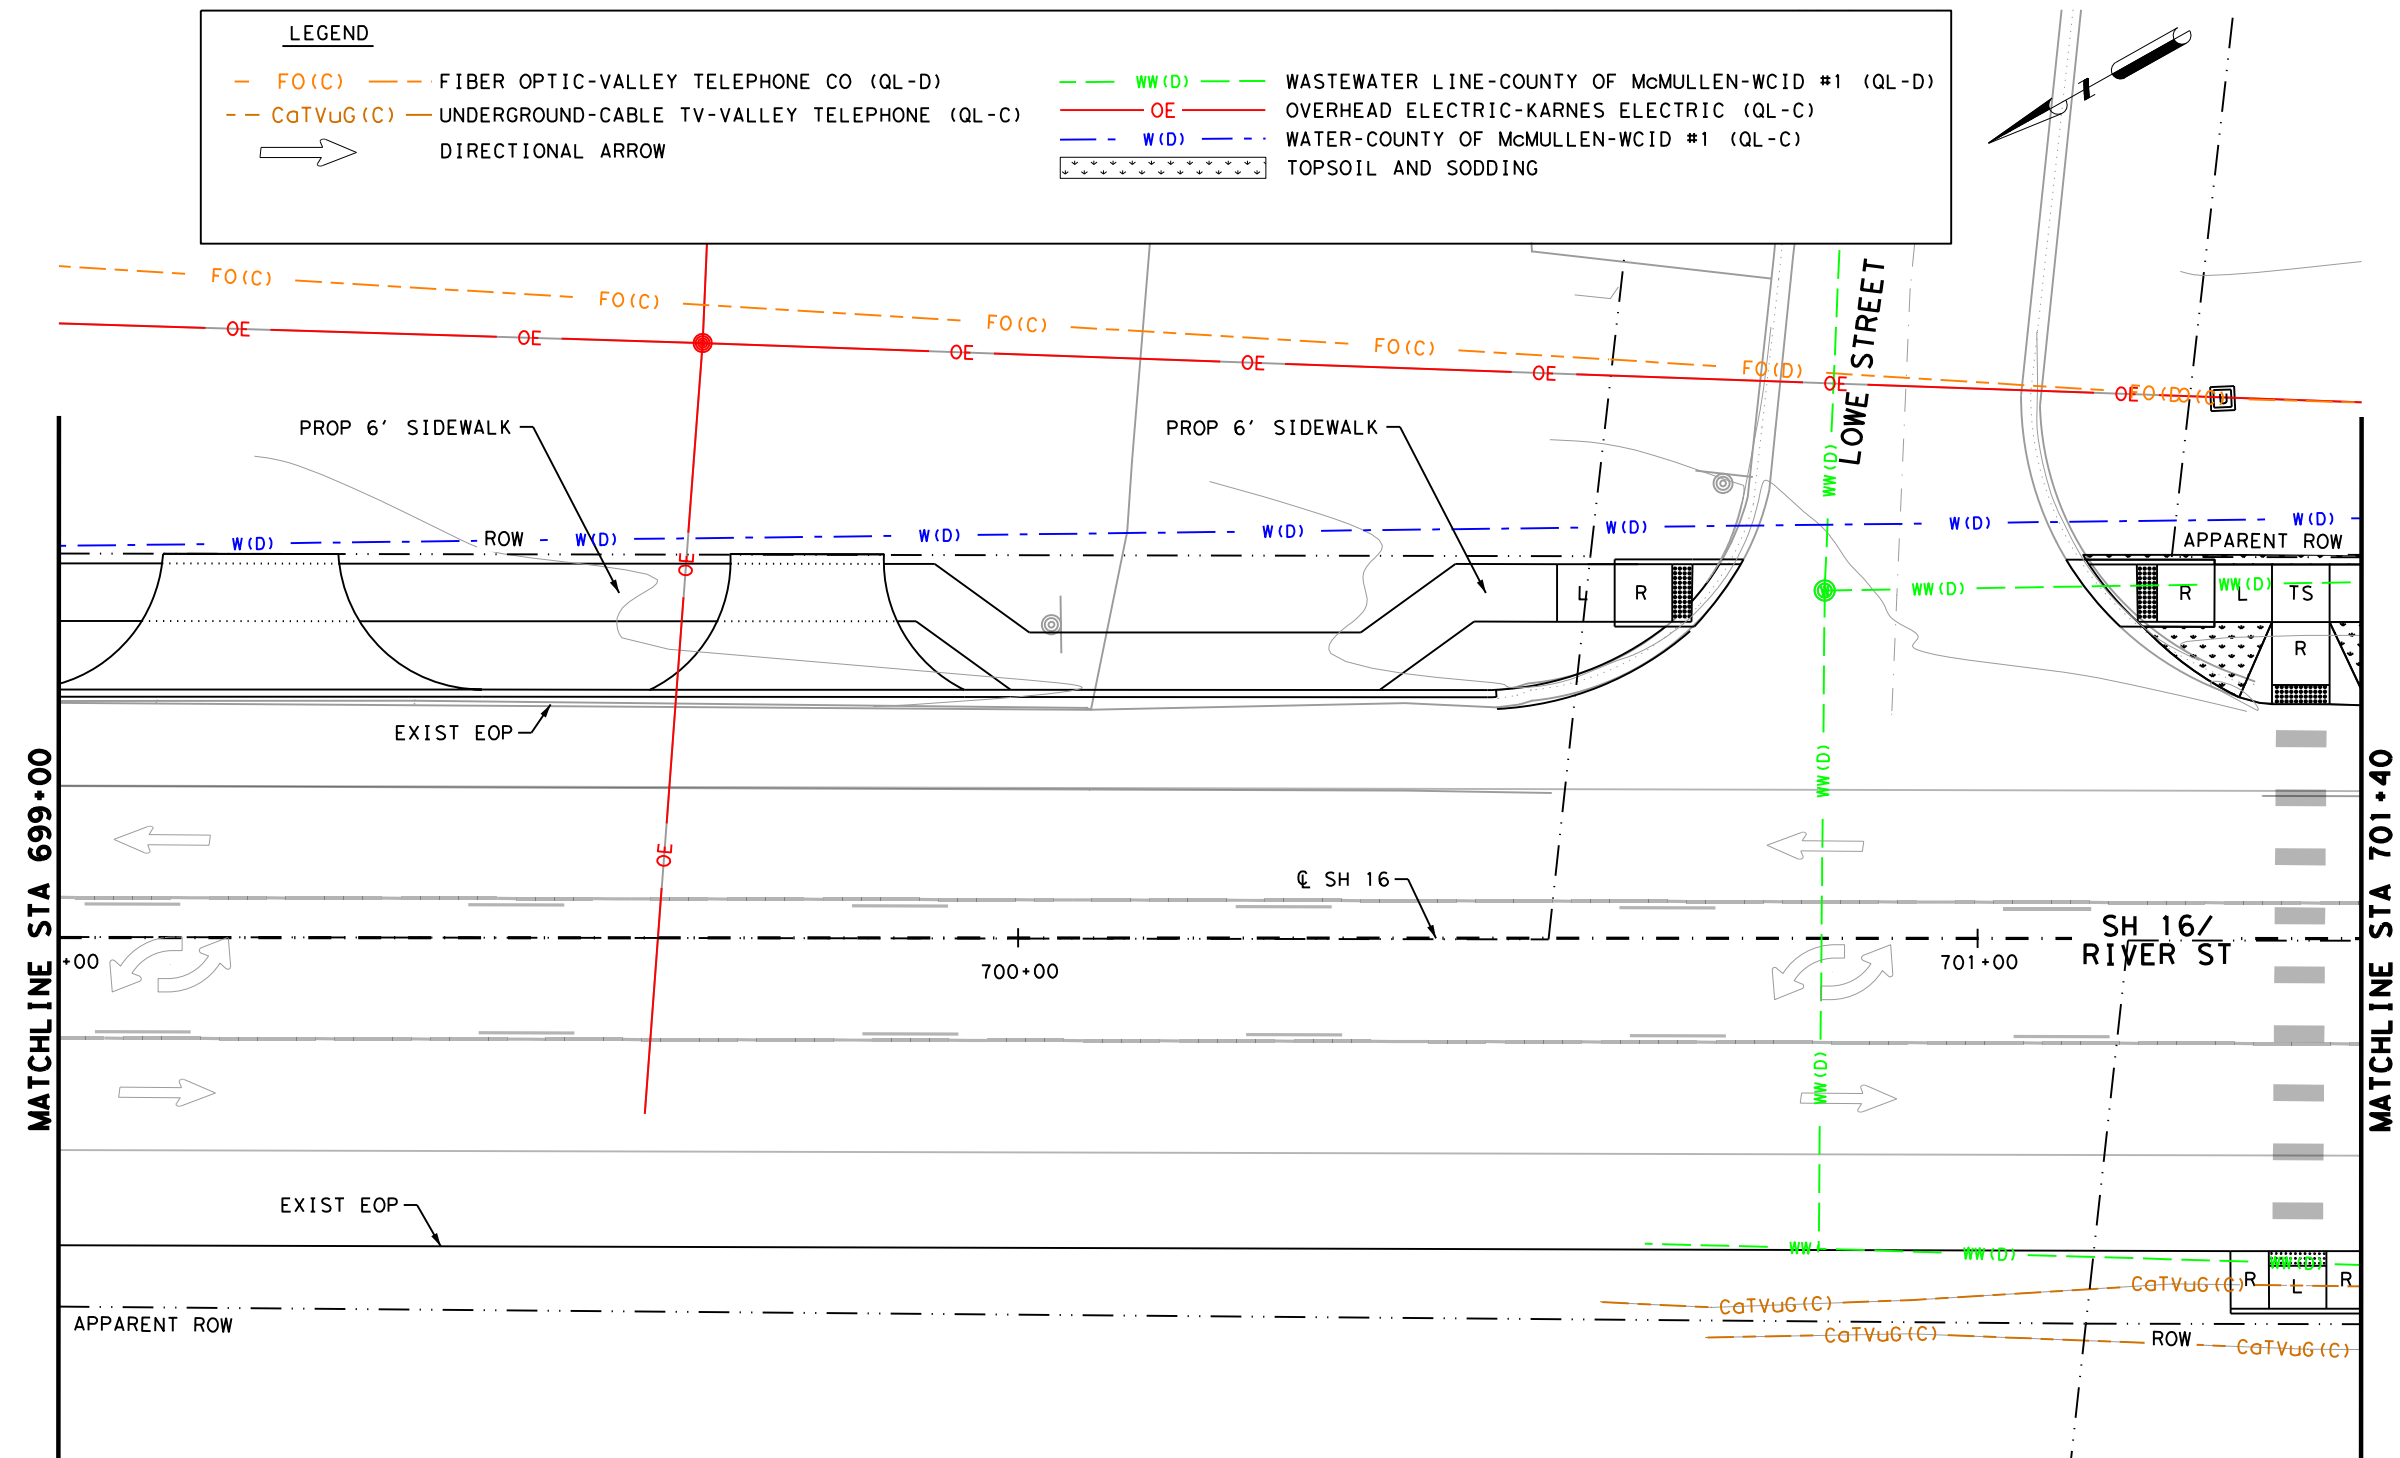 LEGEND
FO(C) FIBER OPTIC-VALLEY TELEPHONE CO (QL-D)
CaTVuG(C) UNDERGROUND-CABLE TV-VALLEY TELEPHONE (QL-C)
DIRECTIONAL ARROW
WW(D) WASTEWATER LINE-COUNTY OF McMULLEN-WCID #1 (QL-D)
OE OVERHEAD ELECTRIC-KARNES ELECTRIC (QL-C)
W(D) WATER-COUNTY OF McMULLEN-WCID #1 (QL-C)
TOPSOIL AND SODDING
FO(C) FO(C) FO(C) FO(C) FO(D) FO(D)
OE OE OE OE OE OE OE
LOWE STREET
PROP 6' SIDEWALK PROP 6' SIDEWALK
WW(D)
W(D) ROW W(D) W(D) W(D) W(D) W(D) W(D)
APPARENT ROW
OE
L R WW(D) R WW(D) L TS
R
EXIST EOP
WW(D)
OE
₵ SH 16
SH 16/
RIVER ST
+00 700+00 701+00
WW(D)
EXIST EOP
WW WW(D) WW(D)
R L R
CaTVuG(C) CaTVuG(C)
APPARENT ROW
CaTVuG(C) ROW CaTVuG(C)
MATCHLINE STA 699+00
MATCHLINE STA 701+40